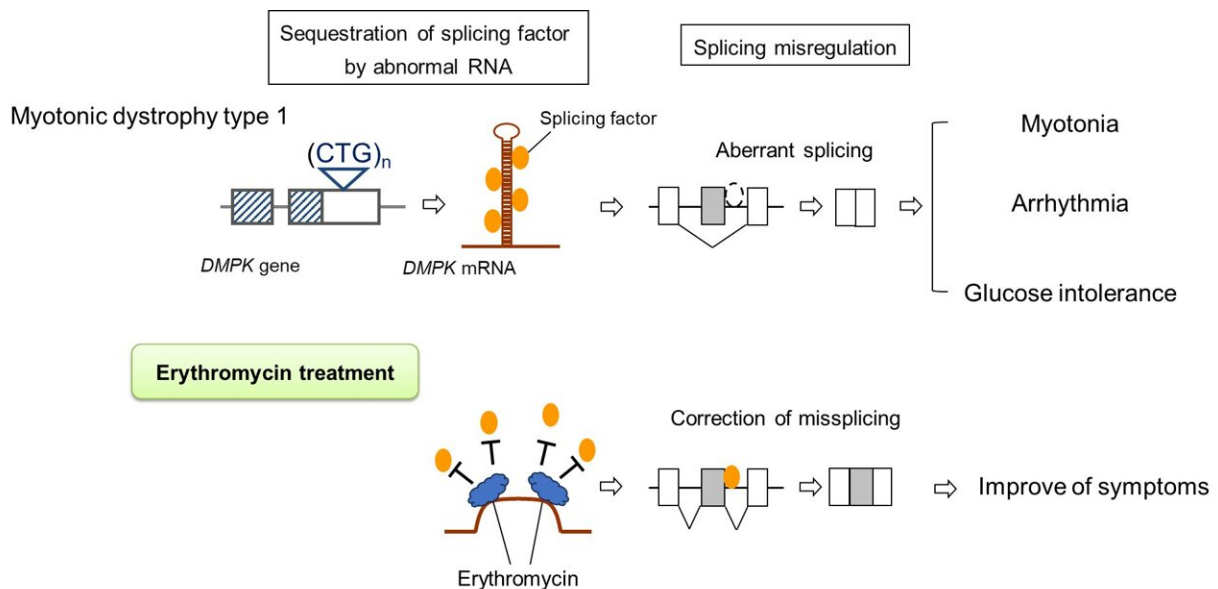 Sequestration of splicing factor
by abnormal RNA
Splicing misregulation
Myotonic dystrophy type 1
(CTG)n
Splicing factor
Aberrant splicing
Myotonia
Arrhythmia
Glucose intolerance
DMPK gene
DMPK mRNA
Erythromycin treatment
Correction of missplicing
Improve of symptoms
Erythromycin